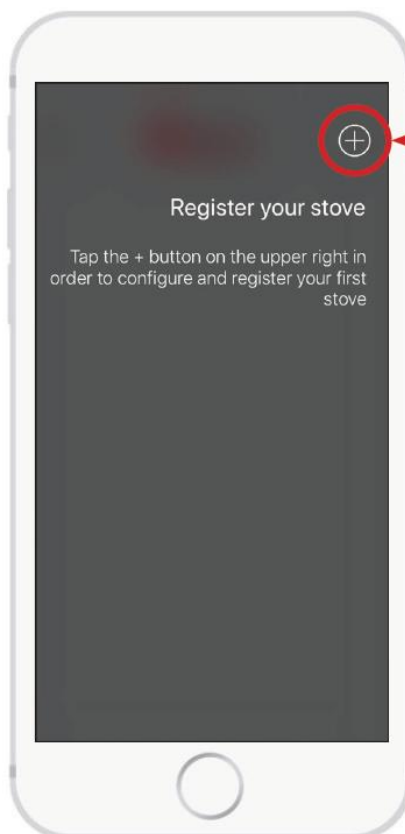 Register your stove
Tap the + button on the upper right in
order to configure and register your first
stove